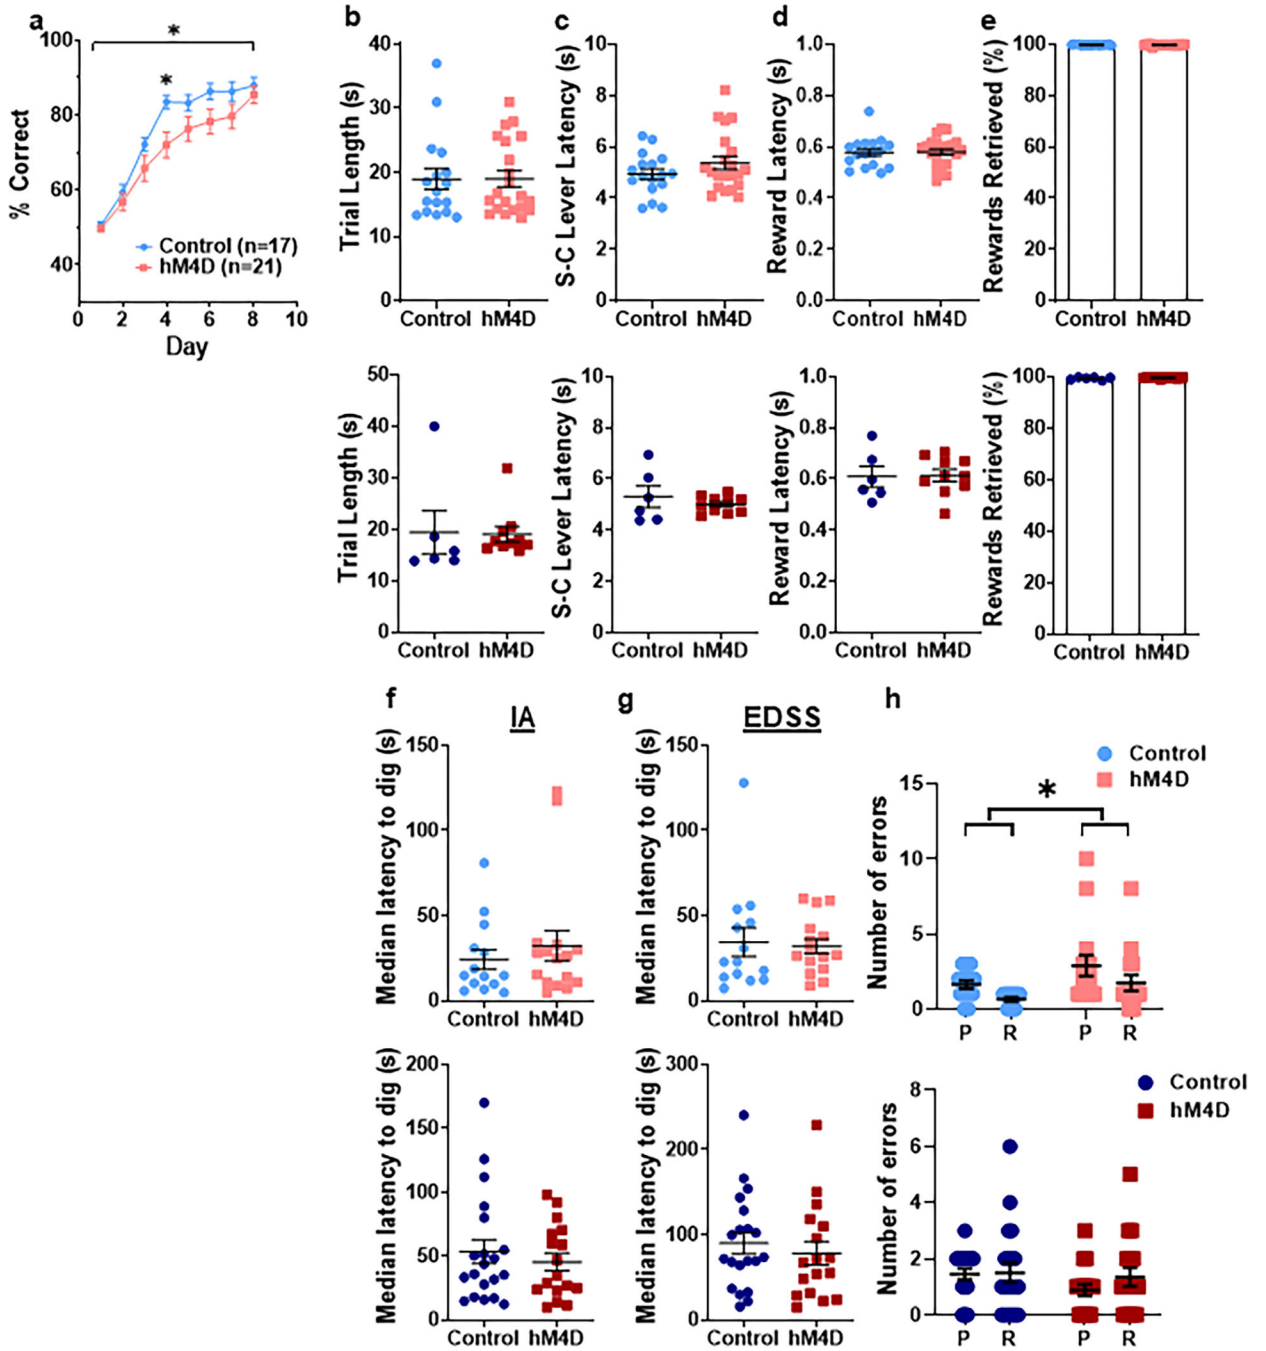 a
% Correct
100
80
60
40
0 2 4 6 8 10
Day
*
*
Control (n=17)
hM4D (n=21)
b
Trial Length (s)
40
30
20
10
0
Control hM4D
c
S-C Lever Latency (s)
10
8
6
4
2
0
Control hM4D
d
Reward Latency (s)
1.0
0.8
0.6
0.4
0.2
0.0
Control hM4D
e
Rewards Retrieved (%)
100
80
60
40
20
0
Control hM4D
Trial Length (s)
50
40
30
20
10
0
Control hM4D
S-C Lever Latency (s)
10
8
6
4
2
0
Control hM4D
Reward Latency (s)
1.0
0.8
0.6
0.4
0.2
0.0
Control hM4D
Rewards Retrieved (%)
100
80
60
40
20
0
Control hM4D
f
IA
Median latency to dig (s)
150
100
50
0
Control hM4D
g
EDSS
Median latency to dig (s)
150
100
50
0
Control hM4D
h
Control
hM4D
Number of errors
15
10
5
0
*
P R P R
Median latency to dig (s)
200
150
100
50
0
Control hM4D
Median latency to dig (s)
300
200
100
0
Control hM4D
Control
hM4D
Number of errors
8
6
4
2
0
P R P R